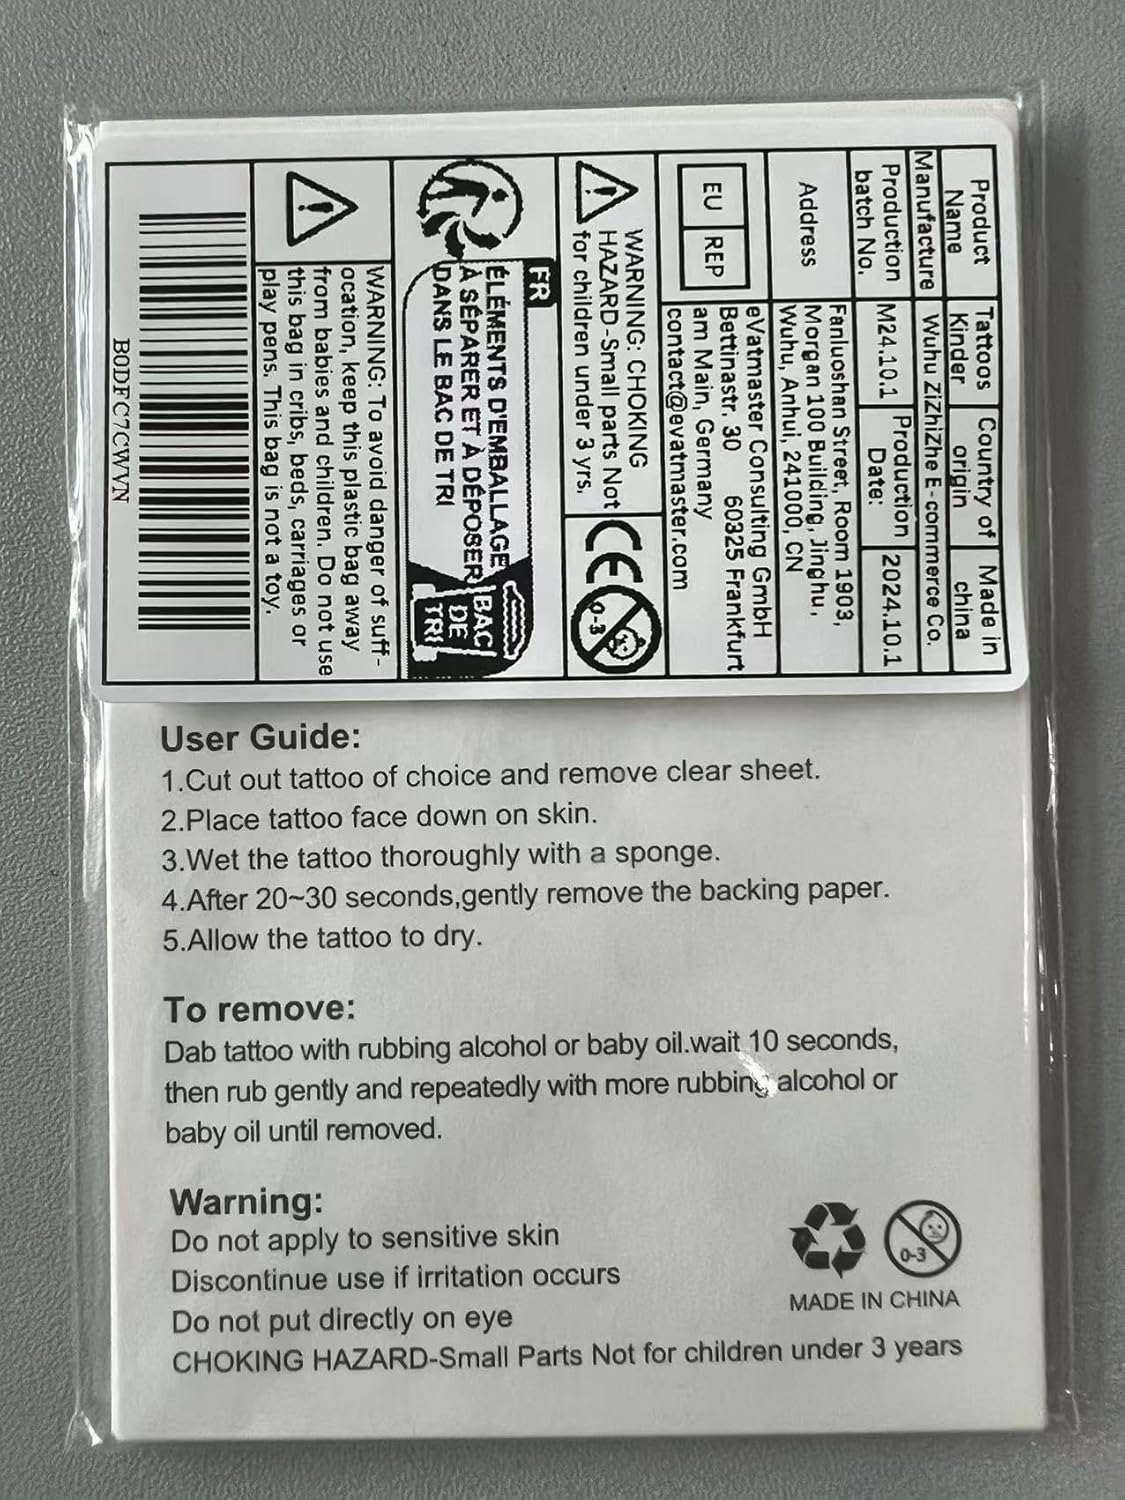 Product Name
Tattoos Kinder
Country of origin
Made in china
Manufacture
Wuhu ZiZhiZhe E-commerce Co.
Production batch No.
M24.10.1
Production Date:
2024.10.1
Address
Fanluoshan Street, Room 1903,
Morgan 100 Building, Jinghu,
Wuhu, Anhui, 241000, CN
EU REP
eVatmaster Consulting GmbH
Bettinastr. 30 60325 Frankfurt
am Main, Germany
contact@evatmaster.com
WARNING: CHOKING
HAZARD-Small parts Not
for children under 3 yrs.
CE
0-3
FR
ÉLÉMENTS D'EMBALLAGE
À SÉPARER ET À DÉPOSER
DANS LE BAC DE TRI
BAC
DE
TRI
WARNING: To avoid danger of suff-
ocation, keep this plastic bag away
from babies and children. Do not use
this bag in cribs, beds, carriages or
play pens. This bag is not a toy.
B0DFC7CWVN
User Guide:
1.Cut out tattoo of choice and remove clear sheet.
2.Place tattoo face down on skin.
3.Wet the tattoo thoroughly with a sponge.
4.After 20~30 seconds,gently remove the backing paper.
5.Allow the tattoo to dry.
To remove:
Dab tattoo with rubbing alcohol or baby oil.wait 10 seconds,
then rub gently and repeatedly with more rubbing alcohol or
baby oil until removed.
Warning:
Do not apply to sensitive skin
Discontinue use if irritation occurs
Do not put directly on eye
CHOKING HAZARD-Small Parts Not for children under 3 years
0-3
MADE IN CHINA